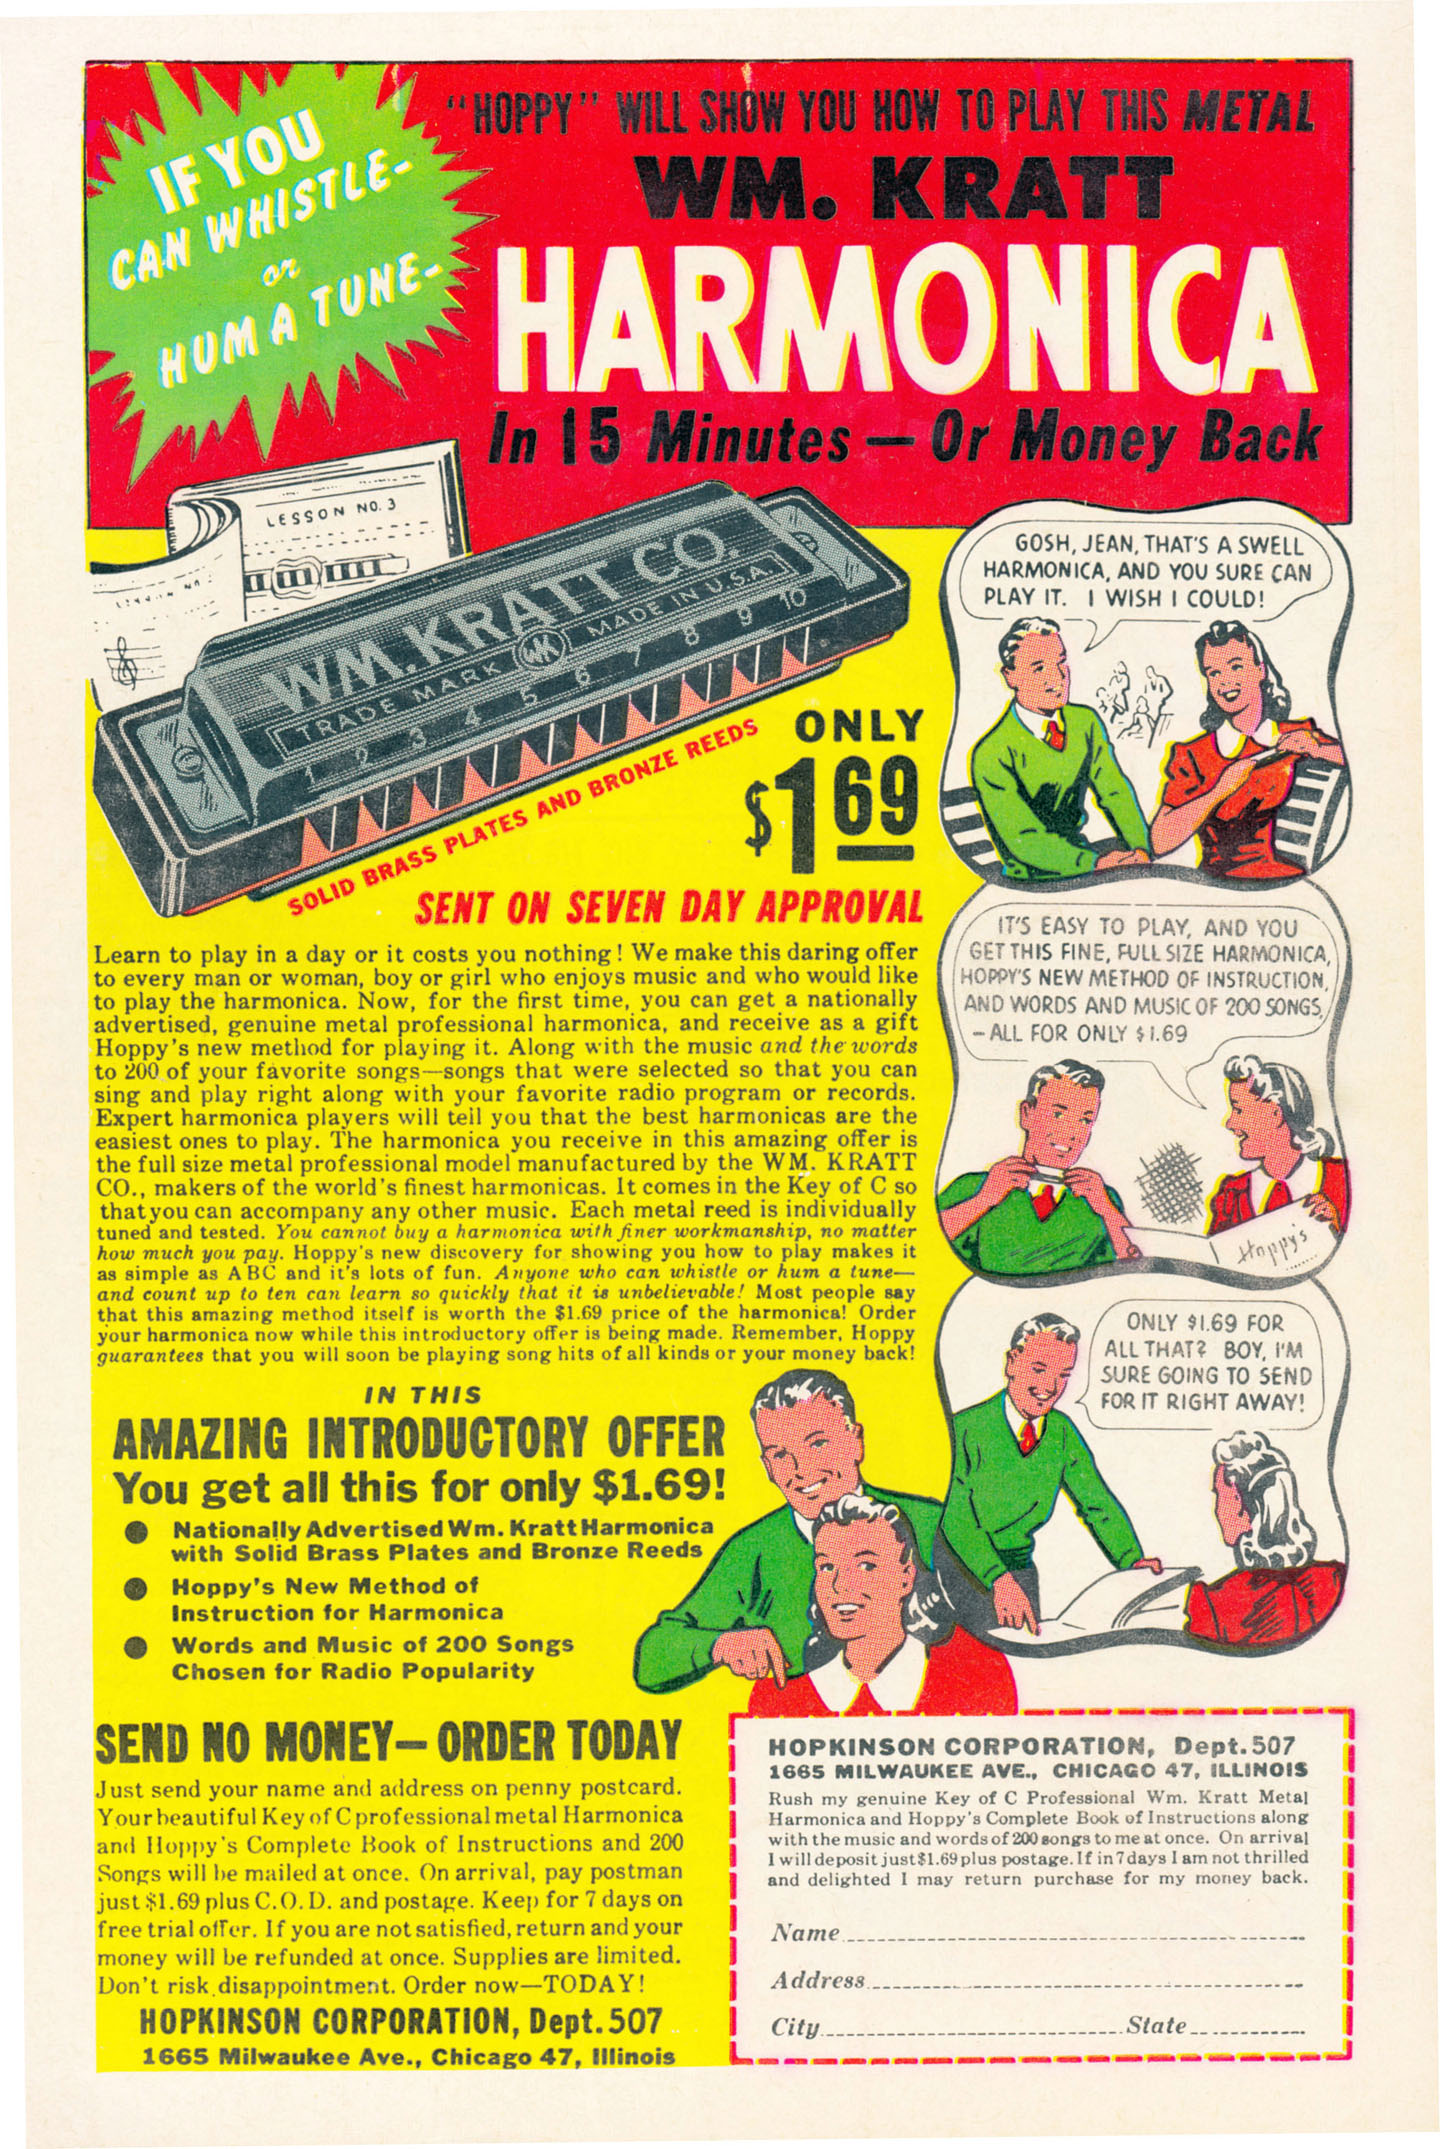 IF YOU
CAN WHISTLE-
or
HUM A TUNE-
"HOPPY" WILL SHOW YOU HOW TO PLAY THIS METAL
WM. KRATT
HARMONICA
In 15 Minutes — Or Money Back
LESSON NO. 3
WM. KRATT CO.
TRADE MARK WK MADE IN U.S.A.
1 2 3 4 5 6 7 8 9 10
SOLID BRASS PLATES AND BRONZE REEDS
ONLY
$1 69
SENT ON SEVEN DAY APPROVAL
Learn to play in a day or it costs you nothing! We make this daring offer
to every man or woman, boy or girl who enjoys music and who would like
to play the harmonica. Now, for the first time, you can get a nationally
advertised, genuine metal professional harmonica, and receive as a gift
Hoppy's new method for playing it. Along with the music and the words
to 200 of your favorite songs—songs that were selected so that you can
sing and play right along with your favorite radio program or records.
Expert harmonica players will tell you that the best harmonicas are the
easiest ones to play. The harmonica you receive in this amazing offer is
the full size metal professional model manufactured by the WM. KRATT
CO., makers of the world's finest harmonicas. It comes in the Key of C so
that you can accompany any other music. Each metal reed is individually
tuned and tested. You cannot buy a harmonica with finer workmanship, no matter
how much you pay. Hoppy's new discovery for showing you how to play makes it
as simple as A B C and it's lots of fun. Anyone who can whistle or hum a tune—
and count up to ten can learn so quickly that it is unbelievable! Most people say
that this amazing method itself is worth the $1.69 price of the harmonica! Order
your harmonica now while this introductory offer is being made. Remember, Hoppy
guarantees that you will soon be playing song hits of all kinds or your money back!
GOSH, JEAN, THAT'S A SWELL
HARMONICA, AND YOU SURE CAN
PLAY IT. I WISH I COULD!
IT'S EASY TO PLAY, AND YOU
GET THIS FINE, FULL SIZE HARMONICA,
HOPPY'S NEW METHOD OF INSTRUCTION,
AND WORDS AND MUSIC OF 200 SONGS,
- ALL FOR ONLY $1.69
Hoppy's
ONLY $1.69 FOR
ALL THAT? BOY, I'M
SURE GOING TO SEND
FOR IT RIGHT AWAY!
IN THIS
AMAZING INTRODUCTORY OFFER
You get all this for only $1.69!
● Nationally Advertised Wm. Kratt Harmonica
with Solid Brass Plates and Bronze Reeds
● Hoppy's New Method of
Instruction for Harmonica
● Words and Music of 200 Songs
Chosen for Radio Popularity
SEND NO MONEY—ORDER TODAY
Just send your name and address on penny postcard.
Your beautiful Key of C professional metal Harmonica
and Hoppy's Complete Book of Instructions and 200
Songs will be mailed at once. On arrival, pay postman
just $1.69 plus C.O.D. and postage. Keep for 7 days on
free trial offer. If you are not satisfied, return and your
money will be refunded at once. Supplies are limited.
Don't risk disappointment. Order now—TODAY!
HOPKINSON CORPORATION, Dept. 507
1665 Milwaukee Ave., Chicago 47, Illinois
HOPKINSON CORPORATION, Dept. 507
1665 MILWAUKEE AVE., CHICAGO 47, ILLINOIS
Rush my genuine Key of C Professional Wm. Kratt Metal
Harmonica and Hoppy's Complete Book of Instructions along
with the music and words of 200 songs to me at once. On arrival
I will deposit just $1.69 plus postage. If in 7 days I am not thrilled
and delighted I may return purchase for my money back.
Name
Address
City State